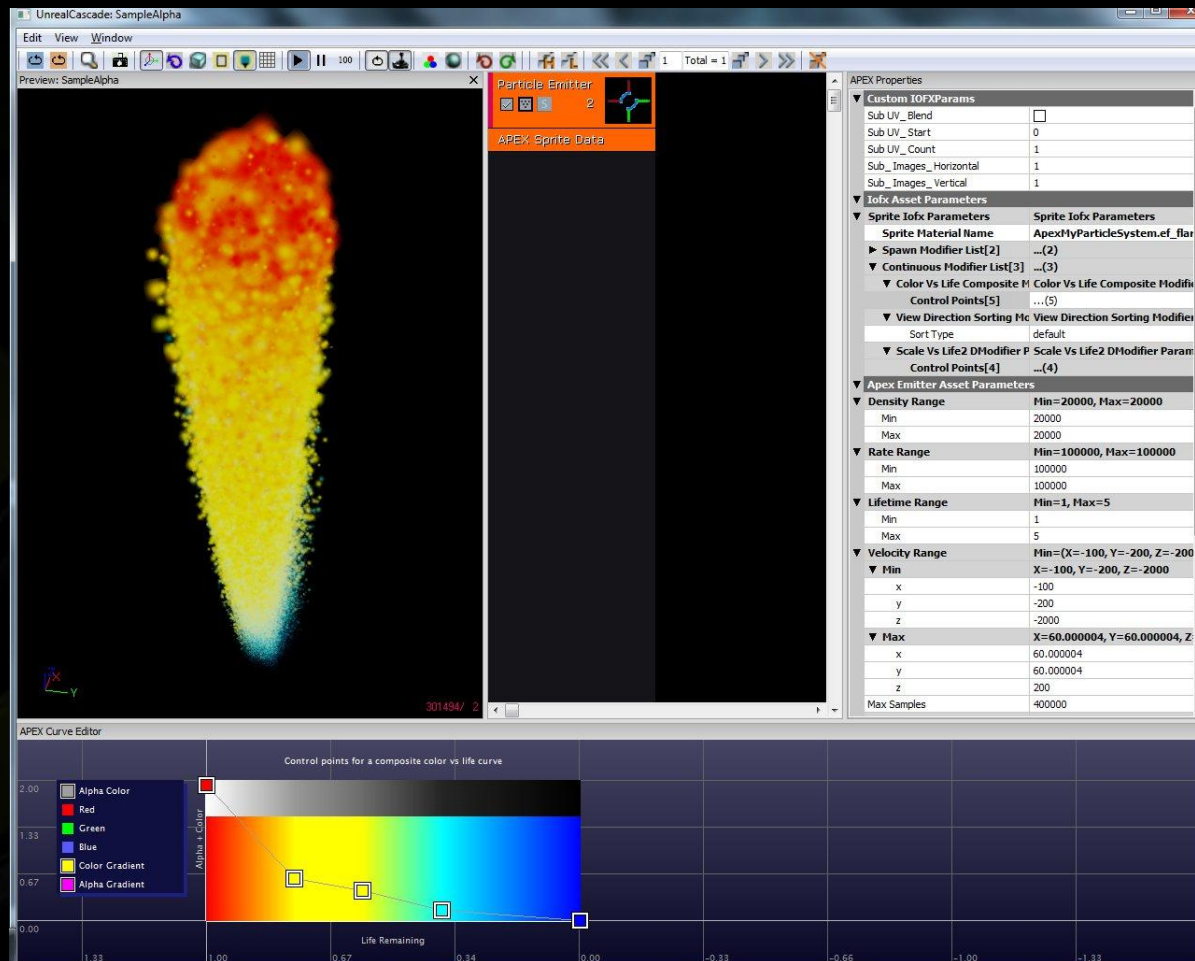 UnrealCascade: SampleAlpha
Edit View Window
100
1
Total = 1
Preview: SampleAlpha
X
Y
301494/ 2
Particle Emitter
S 2
APEX Sprite Data
APEX Properties
Custom IOFXParams
Sub UV_Blend
Sub UV_Start 0
Sub UV_Count 1
Sub_Images_Horizontal 1
Sub_Images_Vertical 1
Iofx Asset Parameters
Sprite Iofx Parameters Sprite Iofx Parameters
Sprite Material Name ApexMyParticleSystem.ef_flar
Spawn Modifier List[2] ...(2)
Continuous Modifier List[3] ...(3)
Color Vs Life Composite M Color Vs Life Composite Modifie
Control Points[5] ...(5)
View Direction Sorting Mo View Direction Sorting Modifier
Sort Type default
Scale Vs Life2 DModifier P Scale Vs Life2 DModifier Param
Control Points[4] ...(4)
Apex Emitter Asset Parameters
Density Range Min=20000, Max=20000
Min 20000
Max 20000
Rate Range Min=100000, Max=100000
Min 100000
Max 100000
Lifetime Range Min=1, Max=5
Min 1
Max 5
Velocity Range Min=(X=-100, Y=-200, Z=-200
Min X=-100, Y=-200, Z=-2000
x -100
y -200
z -2000
Max X=60.000004, Y=60.000004, Z
x 60.000004
y 60.000004
z 200
Max Samples 400000
APEX Curve Editor
Control points for a composite color vs life curve
2.00
1.33
0.67
0.00
Alpha Color
Red
Green
Blue
Color Gradient
Alpha Gradient
Alpha + Color
Life Remaining
1.33 1.00 0.67 0.34 0.00 -0.33 -0.66 -1.00 -1.33